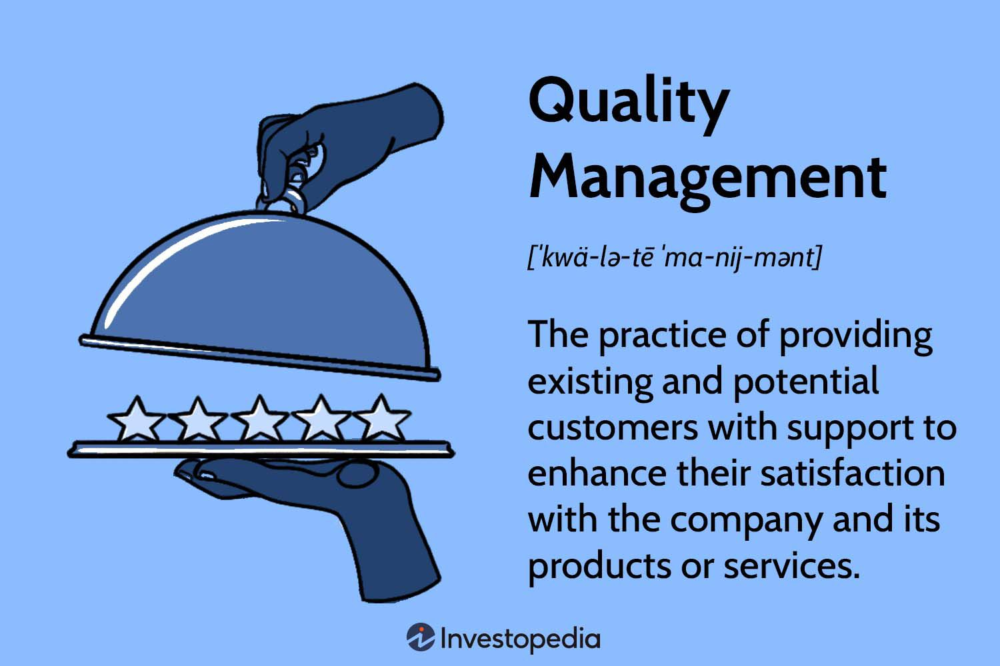 Quality
Management
[ˈkwä-lə-tē ˈma-nij-mənt]
The practice of providing
existing and potential
customers with support to
enhance their satisfaction
with the company and its
products or services.
Investopedia